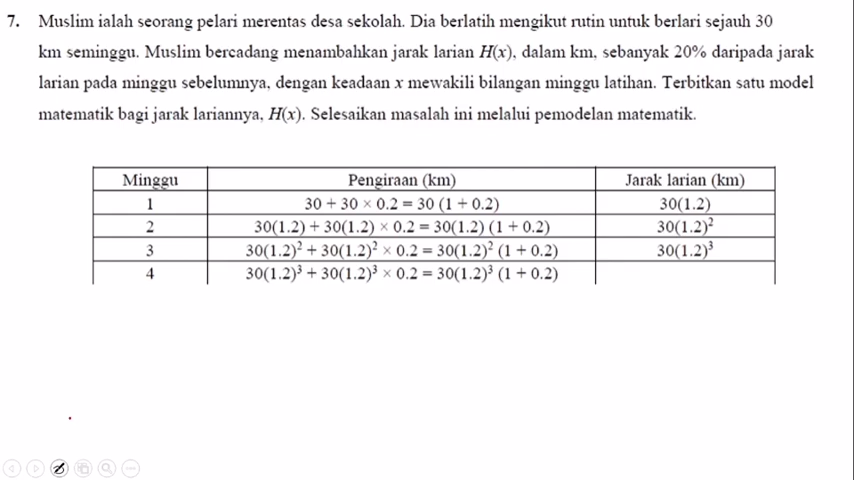 7. Muslim ialah seorang pelari merentas desa sekolah. Dia berlatih mengikut rutin untuk berlari sejauh 30
km seminggu. Muslim bercadang menambahkan jarak larian H(x), dalam km, sebanyak 20% daripada jarak
larian pada minggu sebelumnya, dengan keadaan x mewakili bilangan minggu latihan. Terbitkan satu model
matematik bagi jarak lariannya, H(x). Selesaikan masalah ini melalui pemodelan matematik.
Minggu Pengiraan (km) Jarak larian (km)
1 30 + 30 × 0.2 = 30 (1 + 0.2) 30(1.2)
2 30(1.2) + 30(1.2) × 0.2 = 30(1.2) (1 + 0.2) 30(1.2)²
3 30(1.2)² + 30(1.2)² × 0.2 = 30(1.2)² (1 + 0.2) 30(1.2)³
4 30(1.2)³ + 30(1.2)³ × 0.2 = 30(1.2)³ (1 + 0.2)